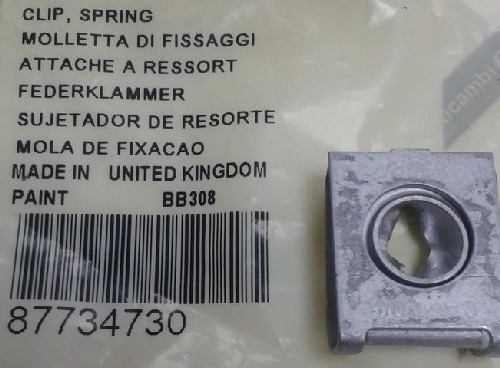 CLIP, SPRING
MOLLETTA DI FISSAGGI
ATTACHE A RESSORT
FEDERKLAMMER
SUJETADOR DE RESORTE
MOLA DE FIXACAO
MADE IN UNITED KINGDOM
PAINT BB308
87734730